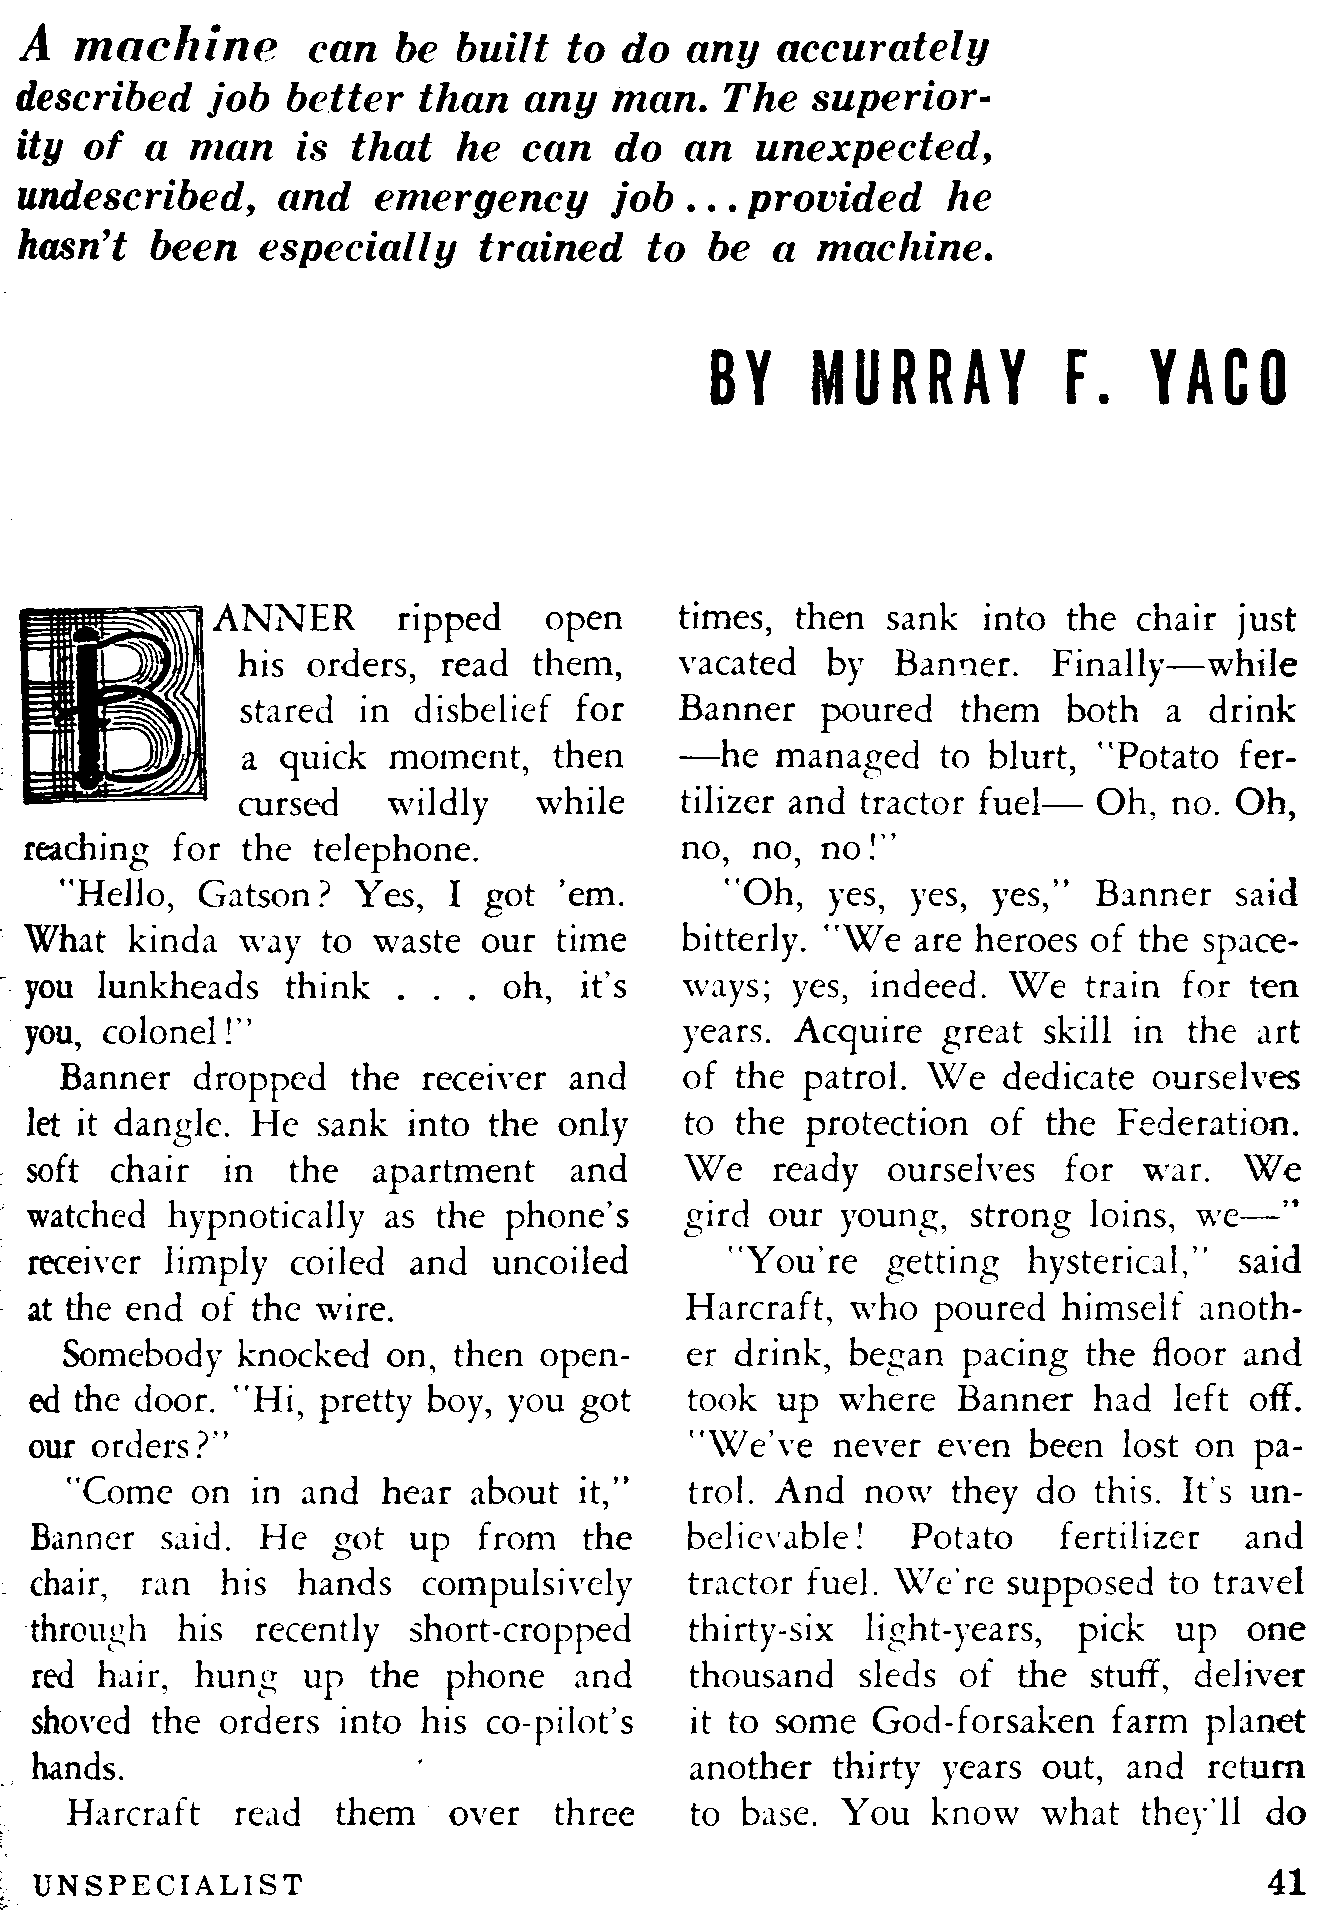 A machine can be built to do any accurately
described job better than any man. The superior-
ity of a man is that he can do an unexpected,
undescribed, and emergency job ... provided he
hasn't been especially trained to be a machine.
BY MURRAY F. YACO
BANNER ripped open
his orders, read them,
stared in disbelief for
a quick moment, then
cursed wildly while
reaching for the telephone.
"Hello, Gatson? Yes, I got 'em.
What kinda way to waste our time
you lunkheads think . . . oh, it's
you, colonel!"
Banner dropped the receiver and
let it dangle. He sank into the only
soft chair in the apartment and
watched hypnotically as the phone's
receiver limply coiled and uncoiled
at the end of the wire.
Somebody knocked on, then open-
ed the door. "Hi, pretty boy, you got
our orders?"
"Come on in and hear about it,"
Banner said. He got up from the
chair, ran his hands compulsively
through his recently short-cropped
red hair, hung up the phone and
shoved the orders into his co-pilot's
hands.
Harcraft read them over three
times, then sank into the chair just
vacated by Banner. Finally—while
Banner poured them both a drink
—he managed to blurt, "Potato fer-
tilizer and tractor fuel— Oh, no. Oh,
no, no, no!"
"Oh, yes, yes, yes," Banner said
bitterly. "We are heroes of the space-
ways; yes, indeed. We train for ten
years. Acquire great skill in the art
of the patrol. We dedicate ourselves
to the protection of the Federation.
We ready ourselves for war. We
gird our young, strong loins, we—"
"You're getting hysterical," said
Harcraft, who poured himself anoth-
er drink, began pacing the floor and
took up where Banner had left off.
"We've never even been lost on pa-
trol. And now they do this. It's un-
believable! Potato fertilizer and
tractor fuel. We're supposed to travel
thirty-six light-years, pick up one
thousand sleds of the stuff, deliver
it to some God-forsaken farm planet
another thirty years out, and return
to base. You know what they'll do
UNSPECIALIST
41